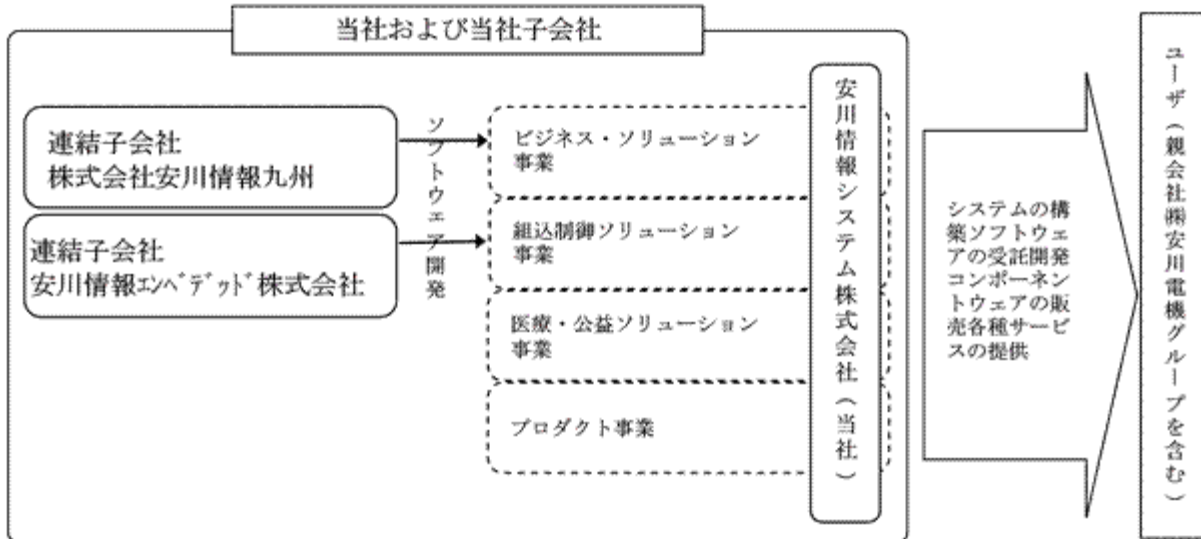 当社および当社子会社
連結子会社
株式会社安川情報九州
連結子会社
安川情報ｴﾝﾍﾞﾃﾞｯﾄﾞ株式会社
ソフトウェア開発
ビジネス・ソリューション
事業
組込制御ソリューション
事業
医療・公益ソリューション
事業
プロダクト事業
安川情報システム株式会社（当社）
システムの構
築ソフトウェ
アの受託開発
コンポーネン
トウェアの販
売各種サービ
スの提供
ユーザ（親会社㈱安川電機グループを含む）